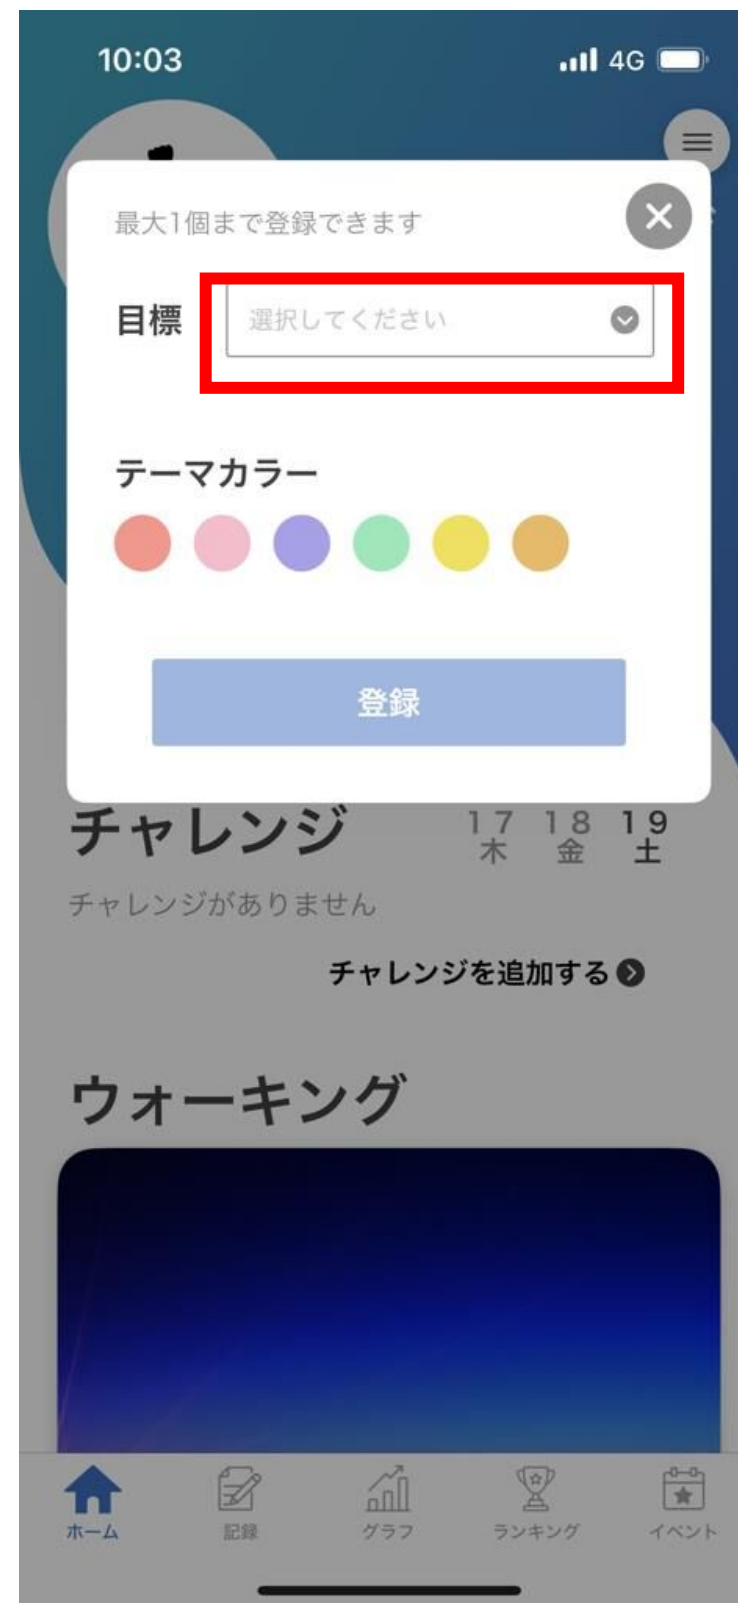 10:03
4G
最大1個まで登録できます
目標
選択してください
テーマカラー
登録
チャレンジ
17 18 19
木 金 土
チャレンジがありません
チャレンジを追加する
ウォーキング
ホーム 記録 グラフ ランキング イベント